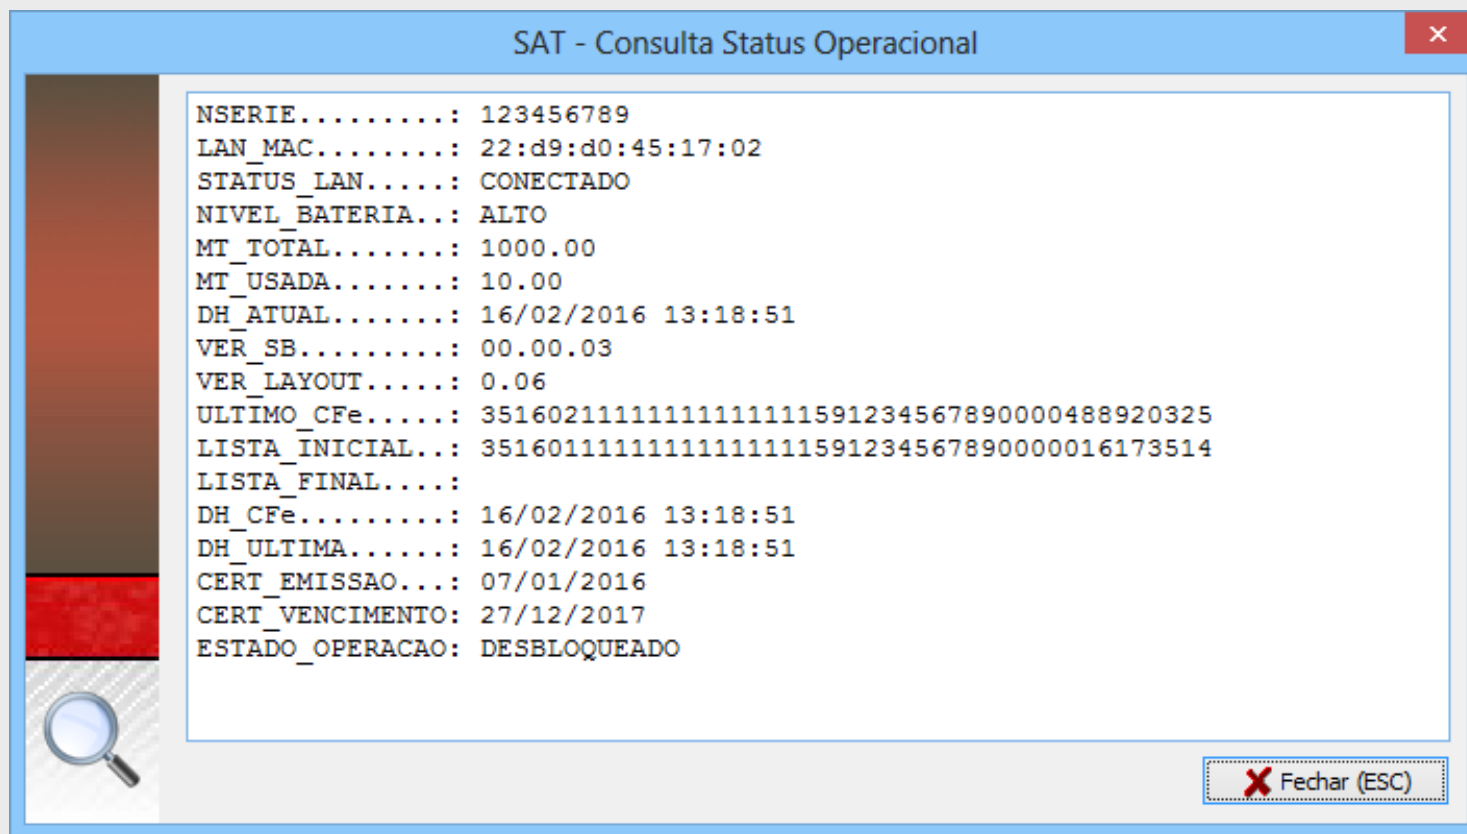 SAT - Consulta Status Operacional
NSERIE.........: 123456789
LAN_MAC........: 22:d9:d0:45:17:02
STATUS_LAN.....: CONECTADO
NIVEL_BATERIA..: ALTO
MT_TOTAL.......: 1000.00
MT_USADA.......: 10.00
DH_ATUAL.......: 16/02/2016 13:18:51
VER_SB.........: 00.00.03
VER_LAYOUT.....: 0.06
ULTIMO_CFe.....: 35160211111111111111591234567890000488920325
LISTA_INICIAL..: 35160111111111111111591234567890000016173514
LISTA_FINAL....:
DH_CFe.........: 16/02/2016 13:18:51
DH_ULTIMA......: 16/02/2016 13:18:51
CERT_EMISSAO...: 07/01/2016
CERT_VENCIMENTO: 27/12/2017
ESTADO_OPERACAO: DESBLOQUEADO
Fechar (ESC)